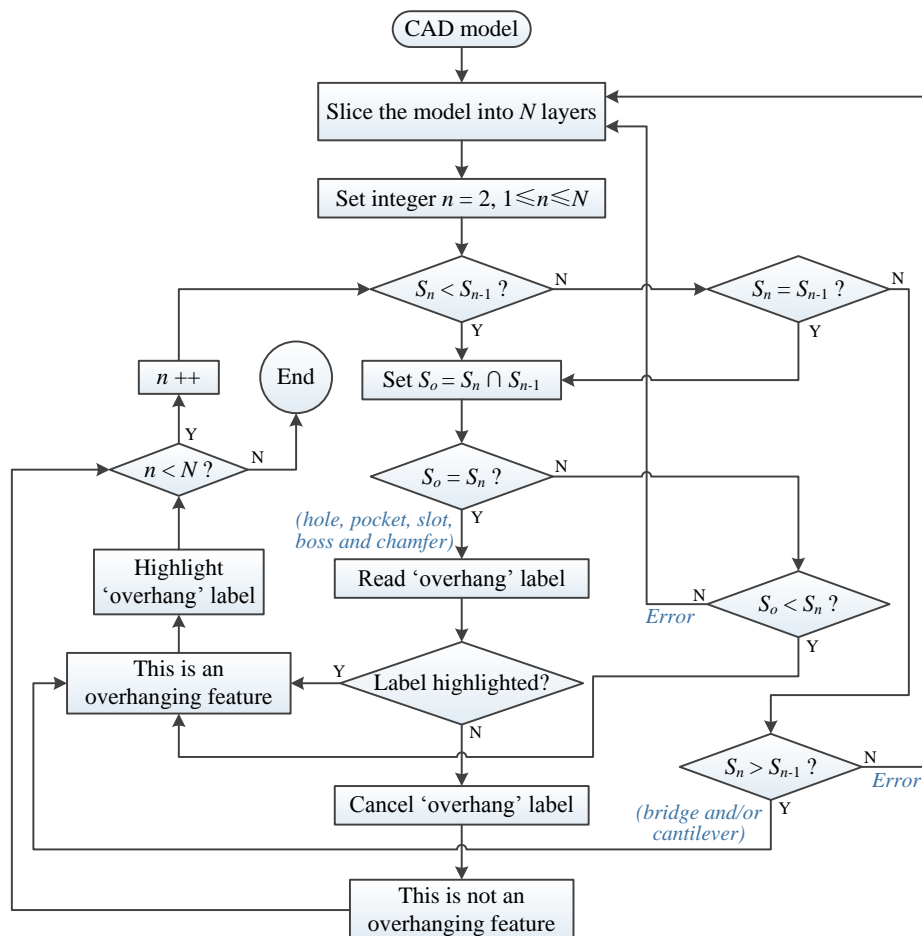 CAD model
Slice the model into N layers
Set integer n = 2, 1≤n≤N
Sn < Sn-1 ?
N
Y
Sn = Sn-1 ?
N
Y
n ++
End
Set So = Sn ∩ Sn-1
Y
n < N ?
N
So = Sn ?
N
Y
(hole, pocket, slot,
boss and chamfer)
Highlight
‘overhang’ label
Read ‘overhang’ label
N
So < Sn ?
Error
Y
This is an
overhanging feature
Y
Label highlighted?
N
Sn > Sn-1 ?
N
Error
Y
(bridge and/or
cantilever)
Cancel ‘overhang’ label
This is not an
overhanging feature